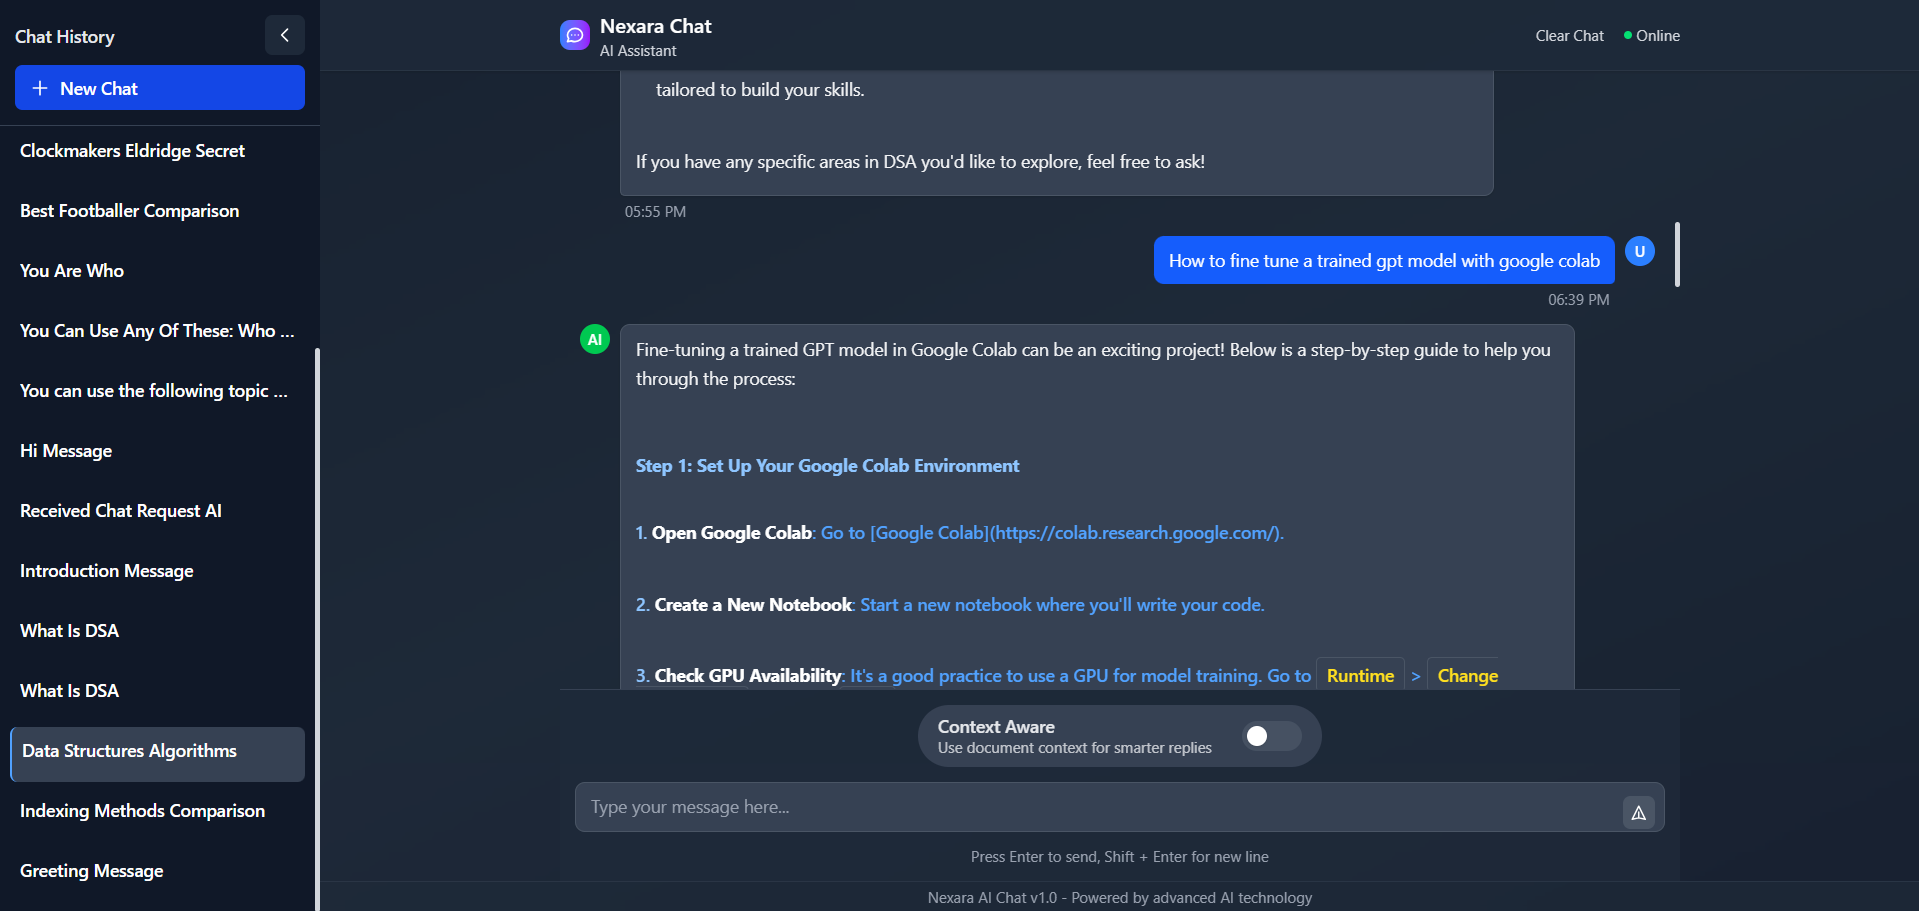 Chat History
New Chat
Clockmakers Eldridge Secret
Best Footballer Comparison
You Are Who
You Can Use Any Of These: Who ...
You can use the following topic ...
Hi Message
Received Chat Request AI
Introduction Message
What Is DSA
What Is DSA
Data Structures Algorithms
Indexing Methods Comparison
Greeting Message
Nexara Chat
AI Assistant
Clear Chat
Online
tailored to build your skills.
If you have any specific areas in DSA you'd like to explore, feel free to ask!
05:55 PM
How to fine tune a trained gpt model with google colab
U
06:39 PM
AI
Fine-tuning a trained GPT model in Google Colab can be an exciting project! Below is a step-by-step guide to help you
through the process:
Step 1: Set Up Your Google Colab Environment
1. Open Google Colab: Go to [Google Colab](https://colab.research.google.com/).
2. Create a New Notebook: Start a new notebook where you'll write your code.
3. Check GPU Availability: It's a good practice to use a GPU for model training. Go to Runtime > Change
Context Aware
Use document context for smarter replies
Type your message here...
Press Enter to send, Shift + Enter for new line
Nexara AI Chat v1.0 - Powered by advanced AI technology